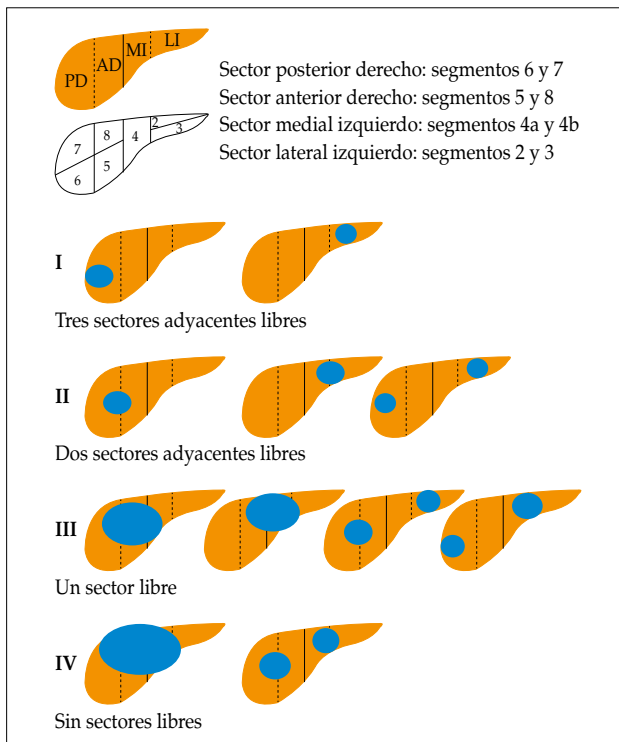 PD AD MI LI
Sector posterior derecho: segmentos 6 y 7
Sector anterior derecho: segmentos 5 y 8
Sector medial izquierdo: segmentos 4a y 4b
Sector lateral izquierdo: segmentos 2 y 3
7 8 4 2 3
6 5
I
Tres sectores adyacentes libres
II
Dos sectores adyacentes libres
III
Un sector libre
IV
Sin sectores libres